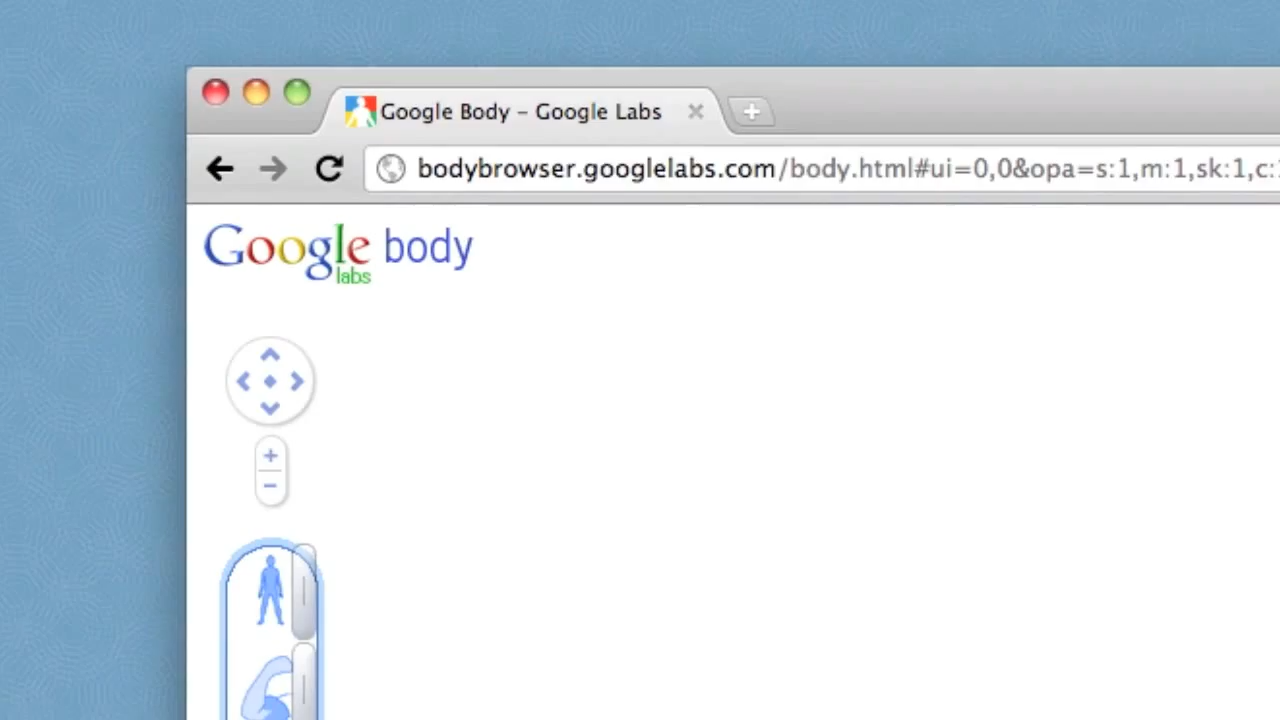 Google Body – Google Labs
bodybrowser.googlelabs.com/body.html#ui=0,0&opa=s:1,m:1,sk:1,c:
Google body
labs